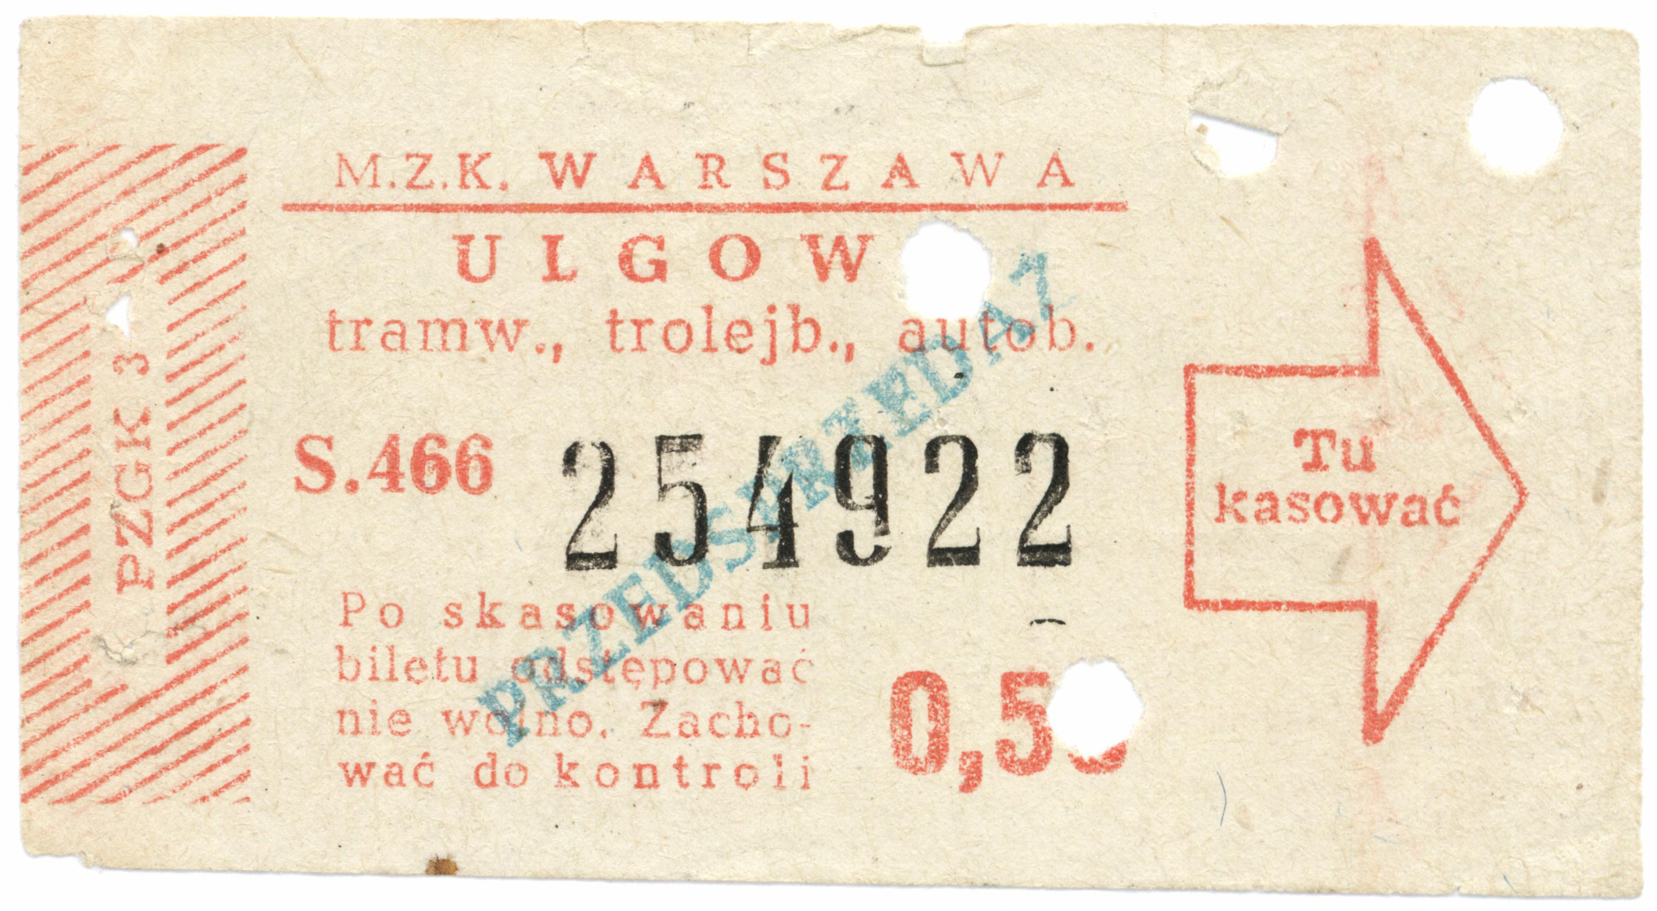 M.Z.K. WARSZAWA
ULGOW
tramw., trolejb., autob.
S.466 254922
PRZEDSPRZEDAŻ
Po skasowaniu
biletu odstępować
nie wolno. Zacho-
wać do kontroli
0,50
Tu
kasować
PZGK 3